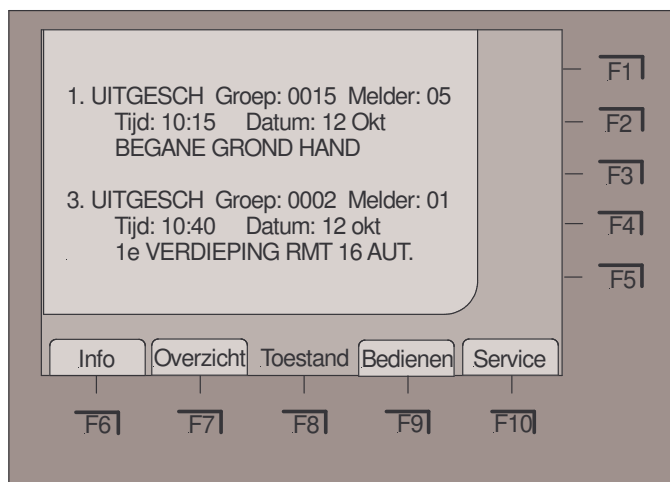 1. UITGESCH Groep: 0015 Melder: 05
Tijd: 10:15 Datum: 12 Okt
BEGANE GROND HAND
3. UITGESCH Groep: 0002 Melder: 01
Tijd: 10:40 Datum: 12 okt
1e VERDIEPING RMT 16 AUT.
F1
F2
F3
F4
F5
Info Overzicht Toestand Bedienen Service
F6 F7 F8 F9 F10